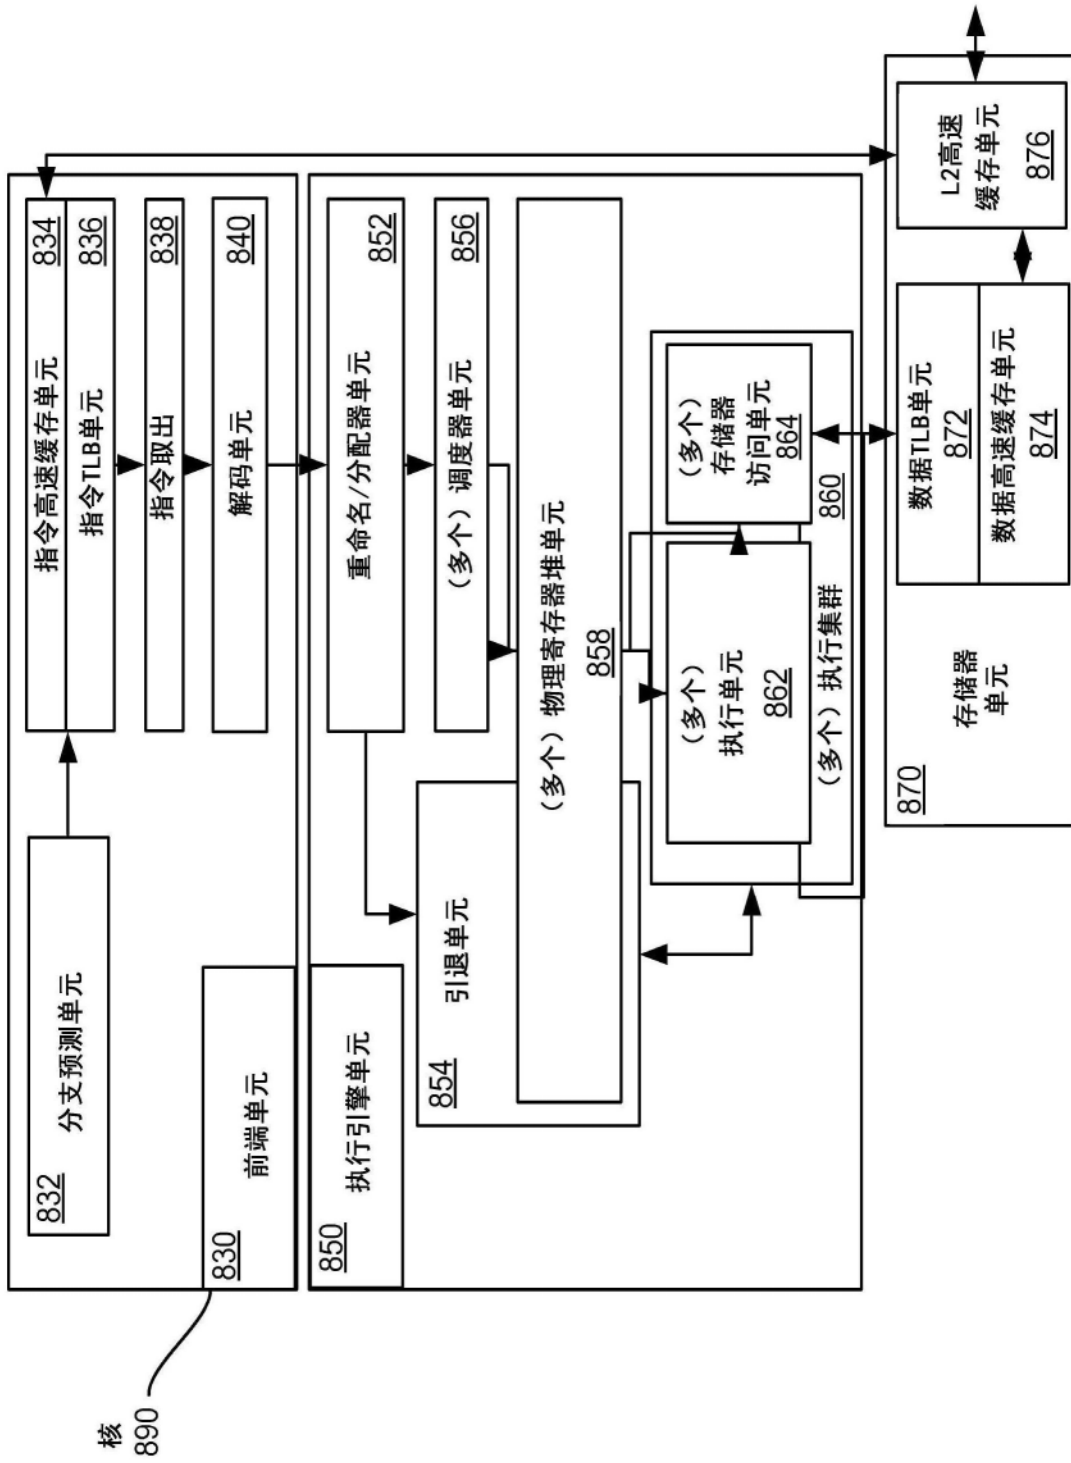 核
890
832
分支预测单元
指令高速缓存单元 834
指令TLB单元 836
指令取出 838
解码单元 840
830
前端单元
850
执行引擎单元
重命名/分配器单元 852
854
引退单元
(多个) 调度器单元 856
(多个) 物理寄存器堆单元
858
(多个)
执行单元
862
(多个)
存储器
访问单元
864
(多个) 执行集群 860
870
存储器
单元
数据TLB单元
872
数据高速缓存单元
874
L2高速
缓存单元
876